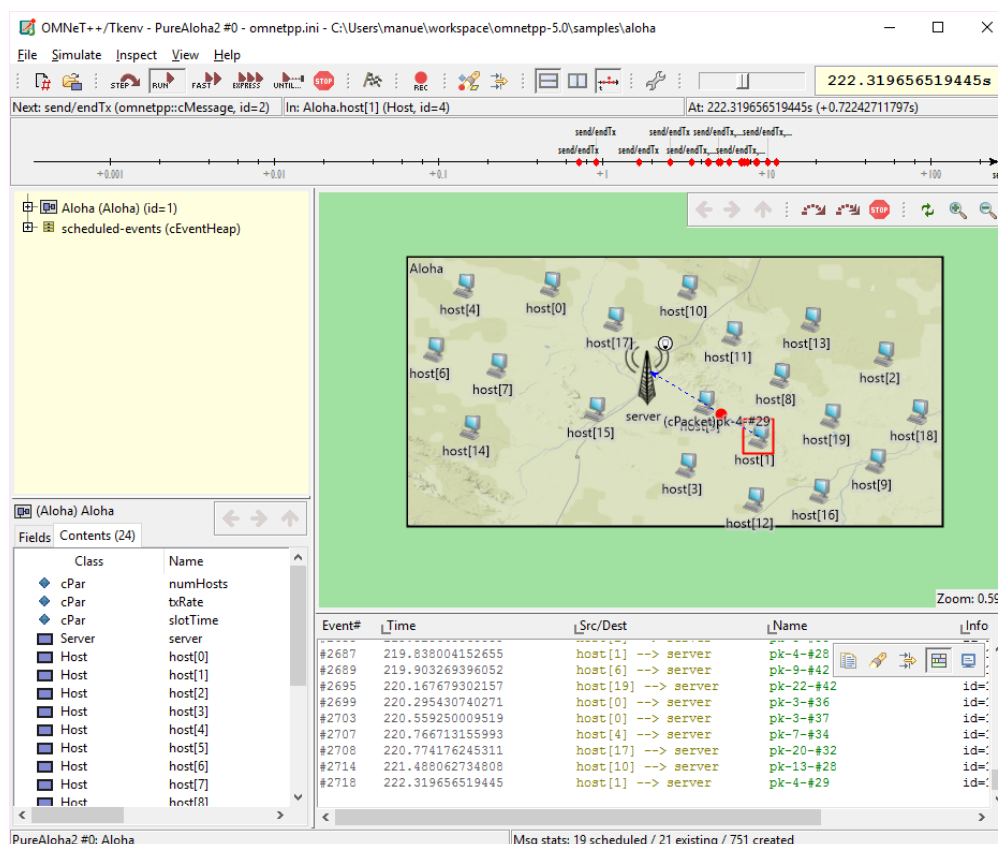 OMNeT++/Tkenv - PureAloha2 #0 - omnetpp.ini - C:\Users\manue\workspace\omnetpp-5.0\samples\aloha
File Simulate Inspect View Help
STEP RUN FAST EXPRESS UNTIL... STOP REC 222.319656519445s
Next: send/endTx (omnetpp::cMessage, id=2) In: Aloha.host[1] (Host, id=4) At: 222.319656519445s (+0.72242711797s)
send/endTx send/endTx send/endTx,...send/endTx,...
send/endTx send/endTx send/endTx,...send/endTx,...
+0.001 +0.01 +0.1 +1 +10 +100
Aloha (Aloha) (id=1)
scheduled-events (cEventHeap)
STOP
Aloha
host[4] host[0] host[10]
host[17] host[11] host[13]
host[6] host[7] host[2]
host[8]
server (cPacket)pk-4-#29
host[15] host[19] host[18]
host[14] host[1]
host[3] host[9]
host[12] host[16]
Zoom: 0.59
(Aloha) Aloha
Fields Contents (24)
Class Name
cPar numHosts
cPar txRate
cPar slotTime
Server server
Host host[0]
Host host[1]
Host host[2]
Host host[3]
Host host[4]
Host host[5]
Host host[6]
Host host[7]
Host host[8]
Event# Time Src/Dest Name Info
#2687 219.838004152655 host[1] --> server pk-4-#28
#2689 219.903269396052 host[6] --> server pk-9-#42
#2695 220.167679302157 host[19] --> server pk-22-#42 id=
#2699 220.295430740271 host[0] --> server pk-3-#36 id=
#2703 220.559250009519 host[0] --> server pk-3-#37 id=
#2707 220.766713155993 host[4] --> server pk-7-#34 id=
#2708 220.774176245311 host[17] --> server pk-20-#32 id=
#2714 221.488062734808 host[10] --> server pk-13-#28 id=
#2718 222.319656519445 host[1] --> server pk-4-#29 id=
PureAloha2 #0: Aloha Msg stats: 19 scheduled / 21 existing / 751 created